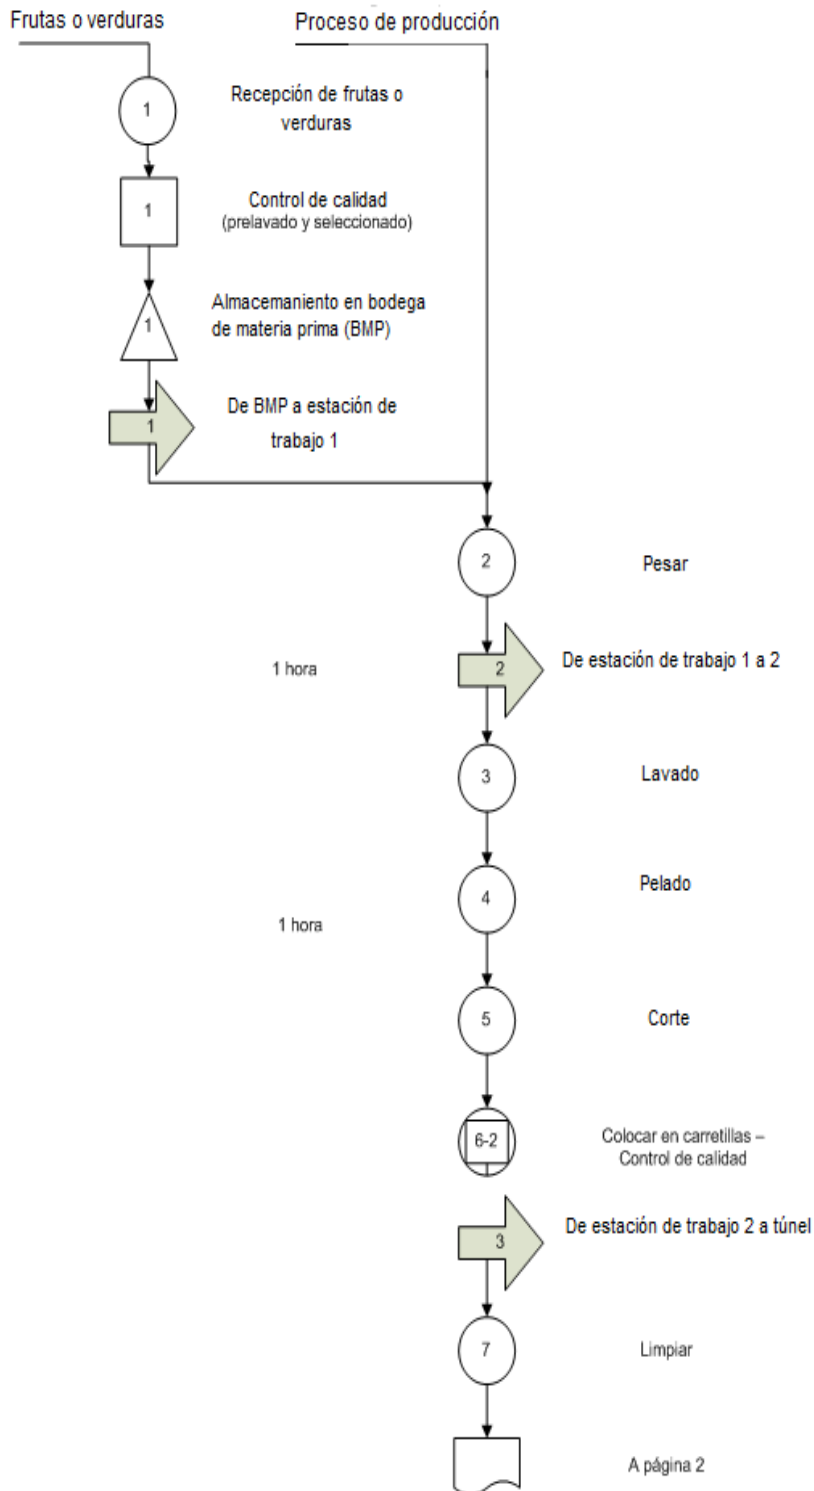 Frutas o verduras
Proceso de producción
1
Recepción de frutas o
verduras
1
Control de calidad
(prelavado y seleccionado)
1
Almacemaniento en bodega
de materia prima (BMP)
1
De BMP a estación de
trabajo 1
2
Pesar
1 hora
2
De estación de trabajo 1 a 2
3
Lavado
4
Pelado
1 hora
5
Corte
6-2
Colocar en carretillas –
Control de calidad
3
De estación de trabajo 2 a túnel
7
Limpiar
A página 2